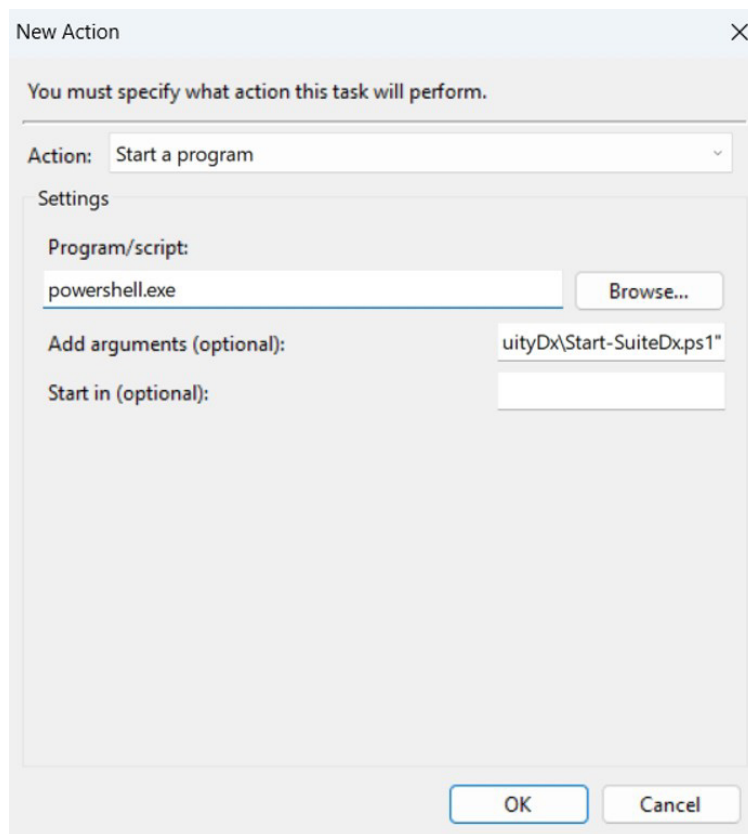 New Action
You must specify what action this task will perform.
Action: Start a program
Settings
Program/script:
powershell.exe Browse...
Add arguments (optional): uityDx\Start-SuiteDx.ps1"
Start in (optional):
OK Cancel